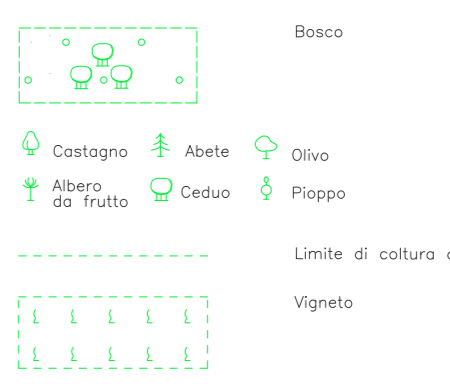 Bosco
Castagno
Abete
Olivo
Albero
da frutto
Ceduo
Pioppo
Limite di coltura
Vigneto